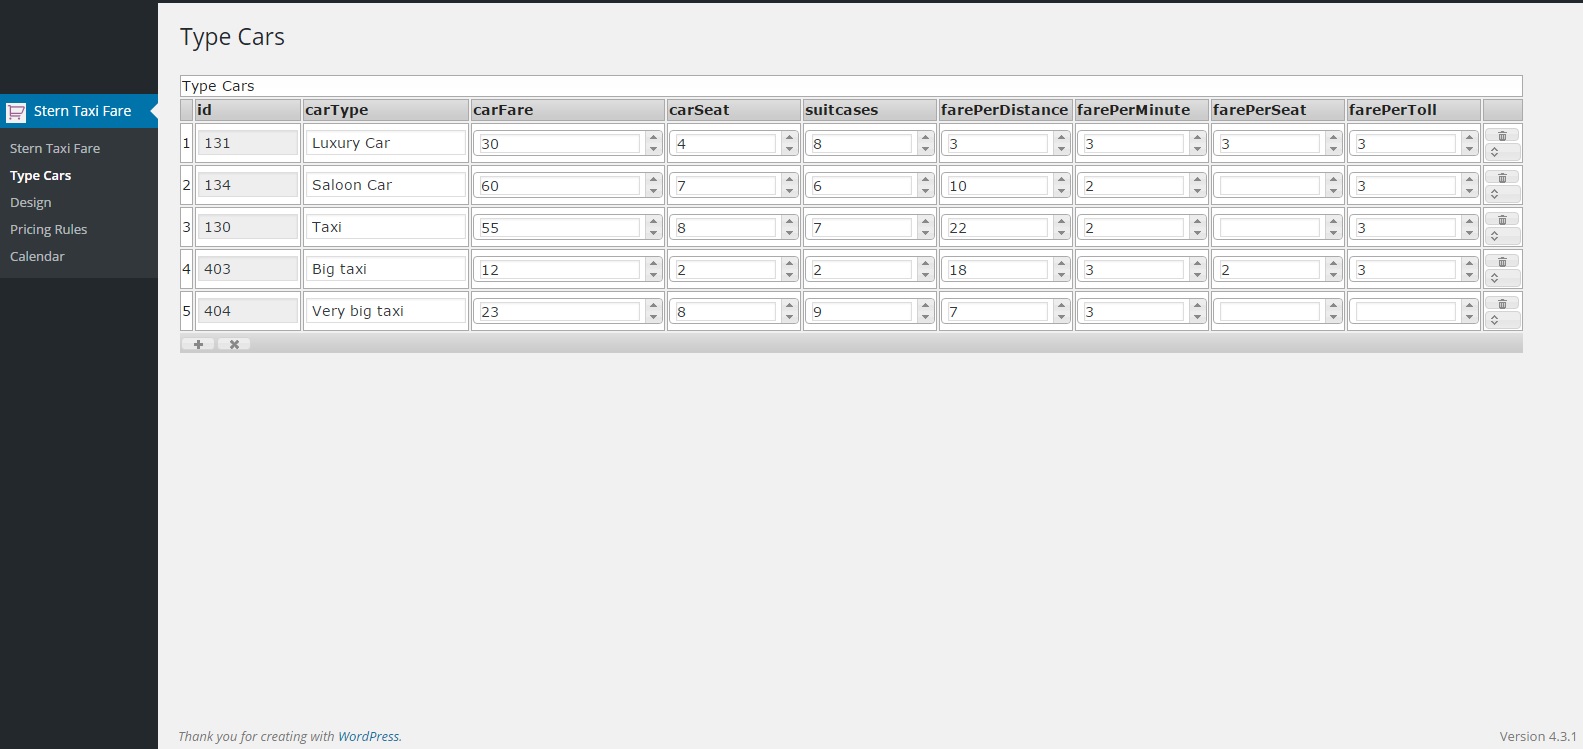 Type Cars
Stern Taxi Fare
Stern Taxi Fare
Type Cars
Design
Pricing Rules
Calendar
Type Cars
id carType carFare carSeat suitcases farePerDistance farePerMinute farePerSeat farePerToll
1 131 Luxury Car 30 4 8 3 3 3 3
2 134 Saloon Car 60 7 6 10 2 3
3 130 Taxi 55 8 7 22 2 3
4 403 Big taxi 12 2 2 18 3 2 3
5 404 Very big taxi 23 8 9 7 3
Thank you for creating with WordPress. Version 4.3.1